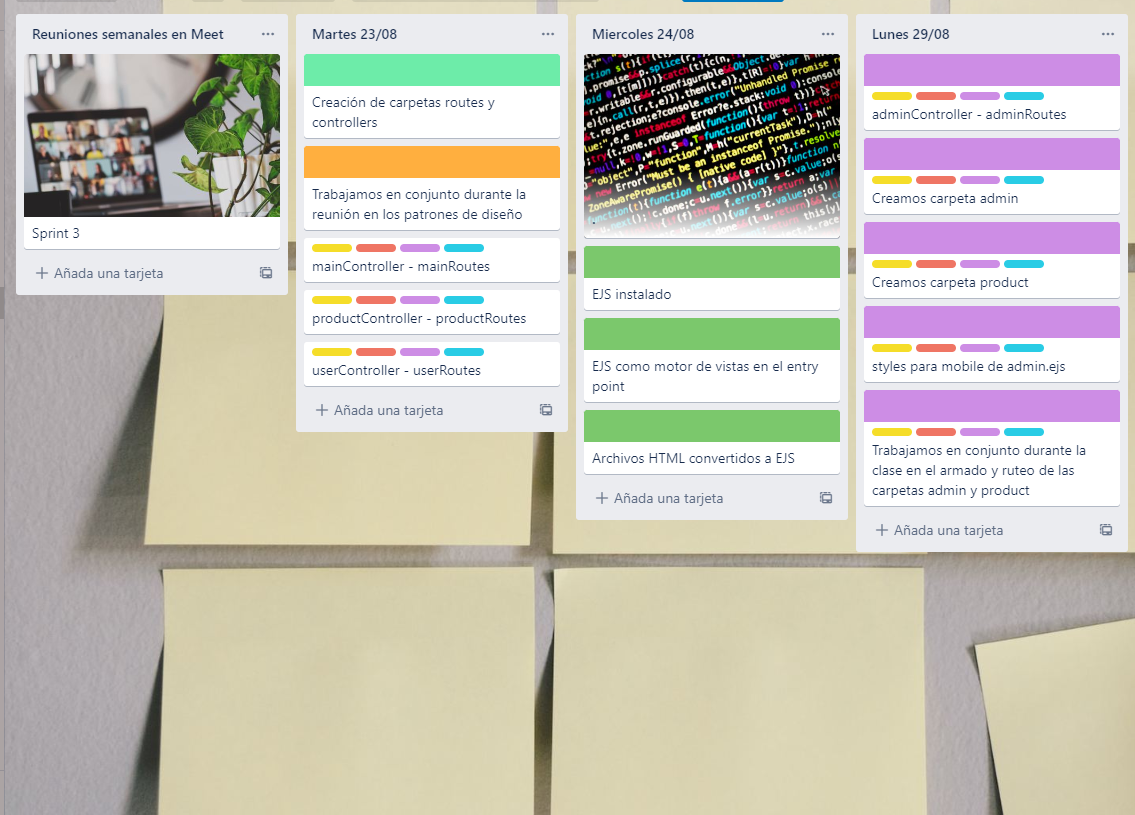 Reuniones semanales en Meet
Sprint 3
Añada una tarjeta
Martes 23/08
Creación de carpetas routes y
controllers
Trabajamos en conjunto durante la
reunión en los patrones de diseño
mainController - mainRoutes
productController - productRoutes
userController - userRoutes
Añada una tarjeta
Miercoles 24/08
.
EJS instalado
EJS como motor de vistas en el entry
point
Archivos HTML convertidos a EJS
Añada una tarjeta
Lunes 29/08
adminController - adminRoutes
Creamos carpeta admin
Creamos carpeta product
styles para mobile de admin.ejs
Trabajamos en conjunto durante la
clase en el armado y ruteo de las
carpetas admin y product
Añada una tarjeta